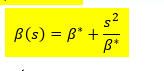 β(s) = β* + s²/β*